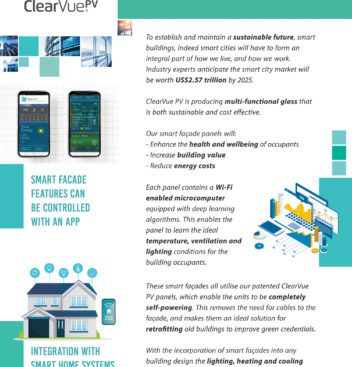 ClearVue PV
To establish and maintain a sustainable future, smart
buildings, indeed smart cities will have to form an
integral part of how we live, and how we work.
Industry experts anticipate the smart city market will
be worth US$2.57 trillion by 2025.
ClearVue PV is producing multi-functional glass that
is both sustainable and cost effective.
Our smart façade panels will:
- Enhance the health and wellbeing of occupants
- Increase building value
- Reduce energy costs
SMART FACADE
FEATURES CAN
BE CONTROLLED
WITH AN APP
Each panel contains a Wi-Fi
enabled microcomputer
equipped with deep learning
algorithms. This enables the
panel to learn the ideal
temperature, ventilation and
lighting conditions for the
building occupants.
These smart façades all utilise our patented ClearVue
PV panels, which enable the units to be completely
self-powering. This removes the need for cables to the
façade, and makes them an ideal solution for
retrofitting old buildings to improve green credentials.
INTEGRATION WITH
SMART HOME SYSTEMS
With the incorporation of smart façades into any
building design the lighting, heating and cooling